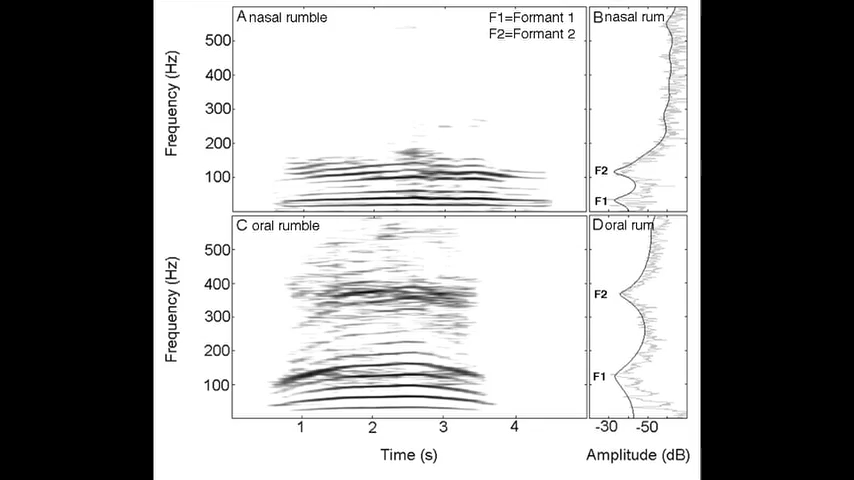 A nasal rumble
F1=Formant 1
F2=Formant 2
B nasal rum
500
400
300
200
100
Frequency (Hz)
F2
F1
C oral rumble
D oral rum
500
400
300
200
100
Frequency (Hz)
F2
F1
1 2 3 4
-30 -50
Time (s)
Amplitude (dB)